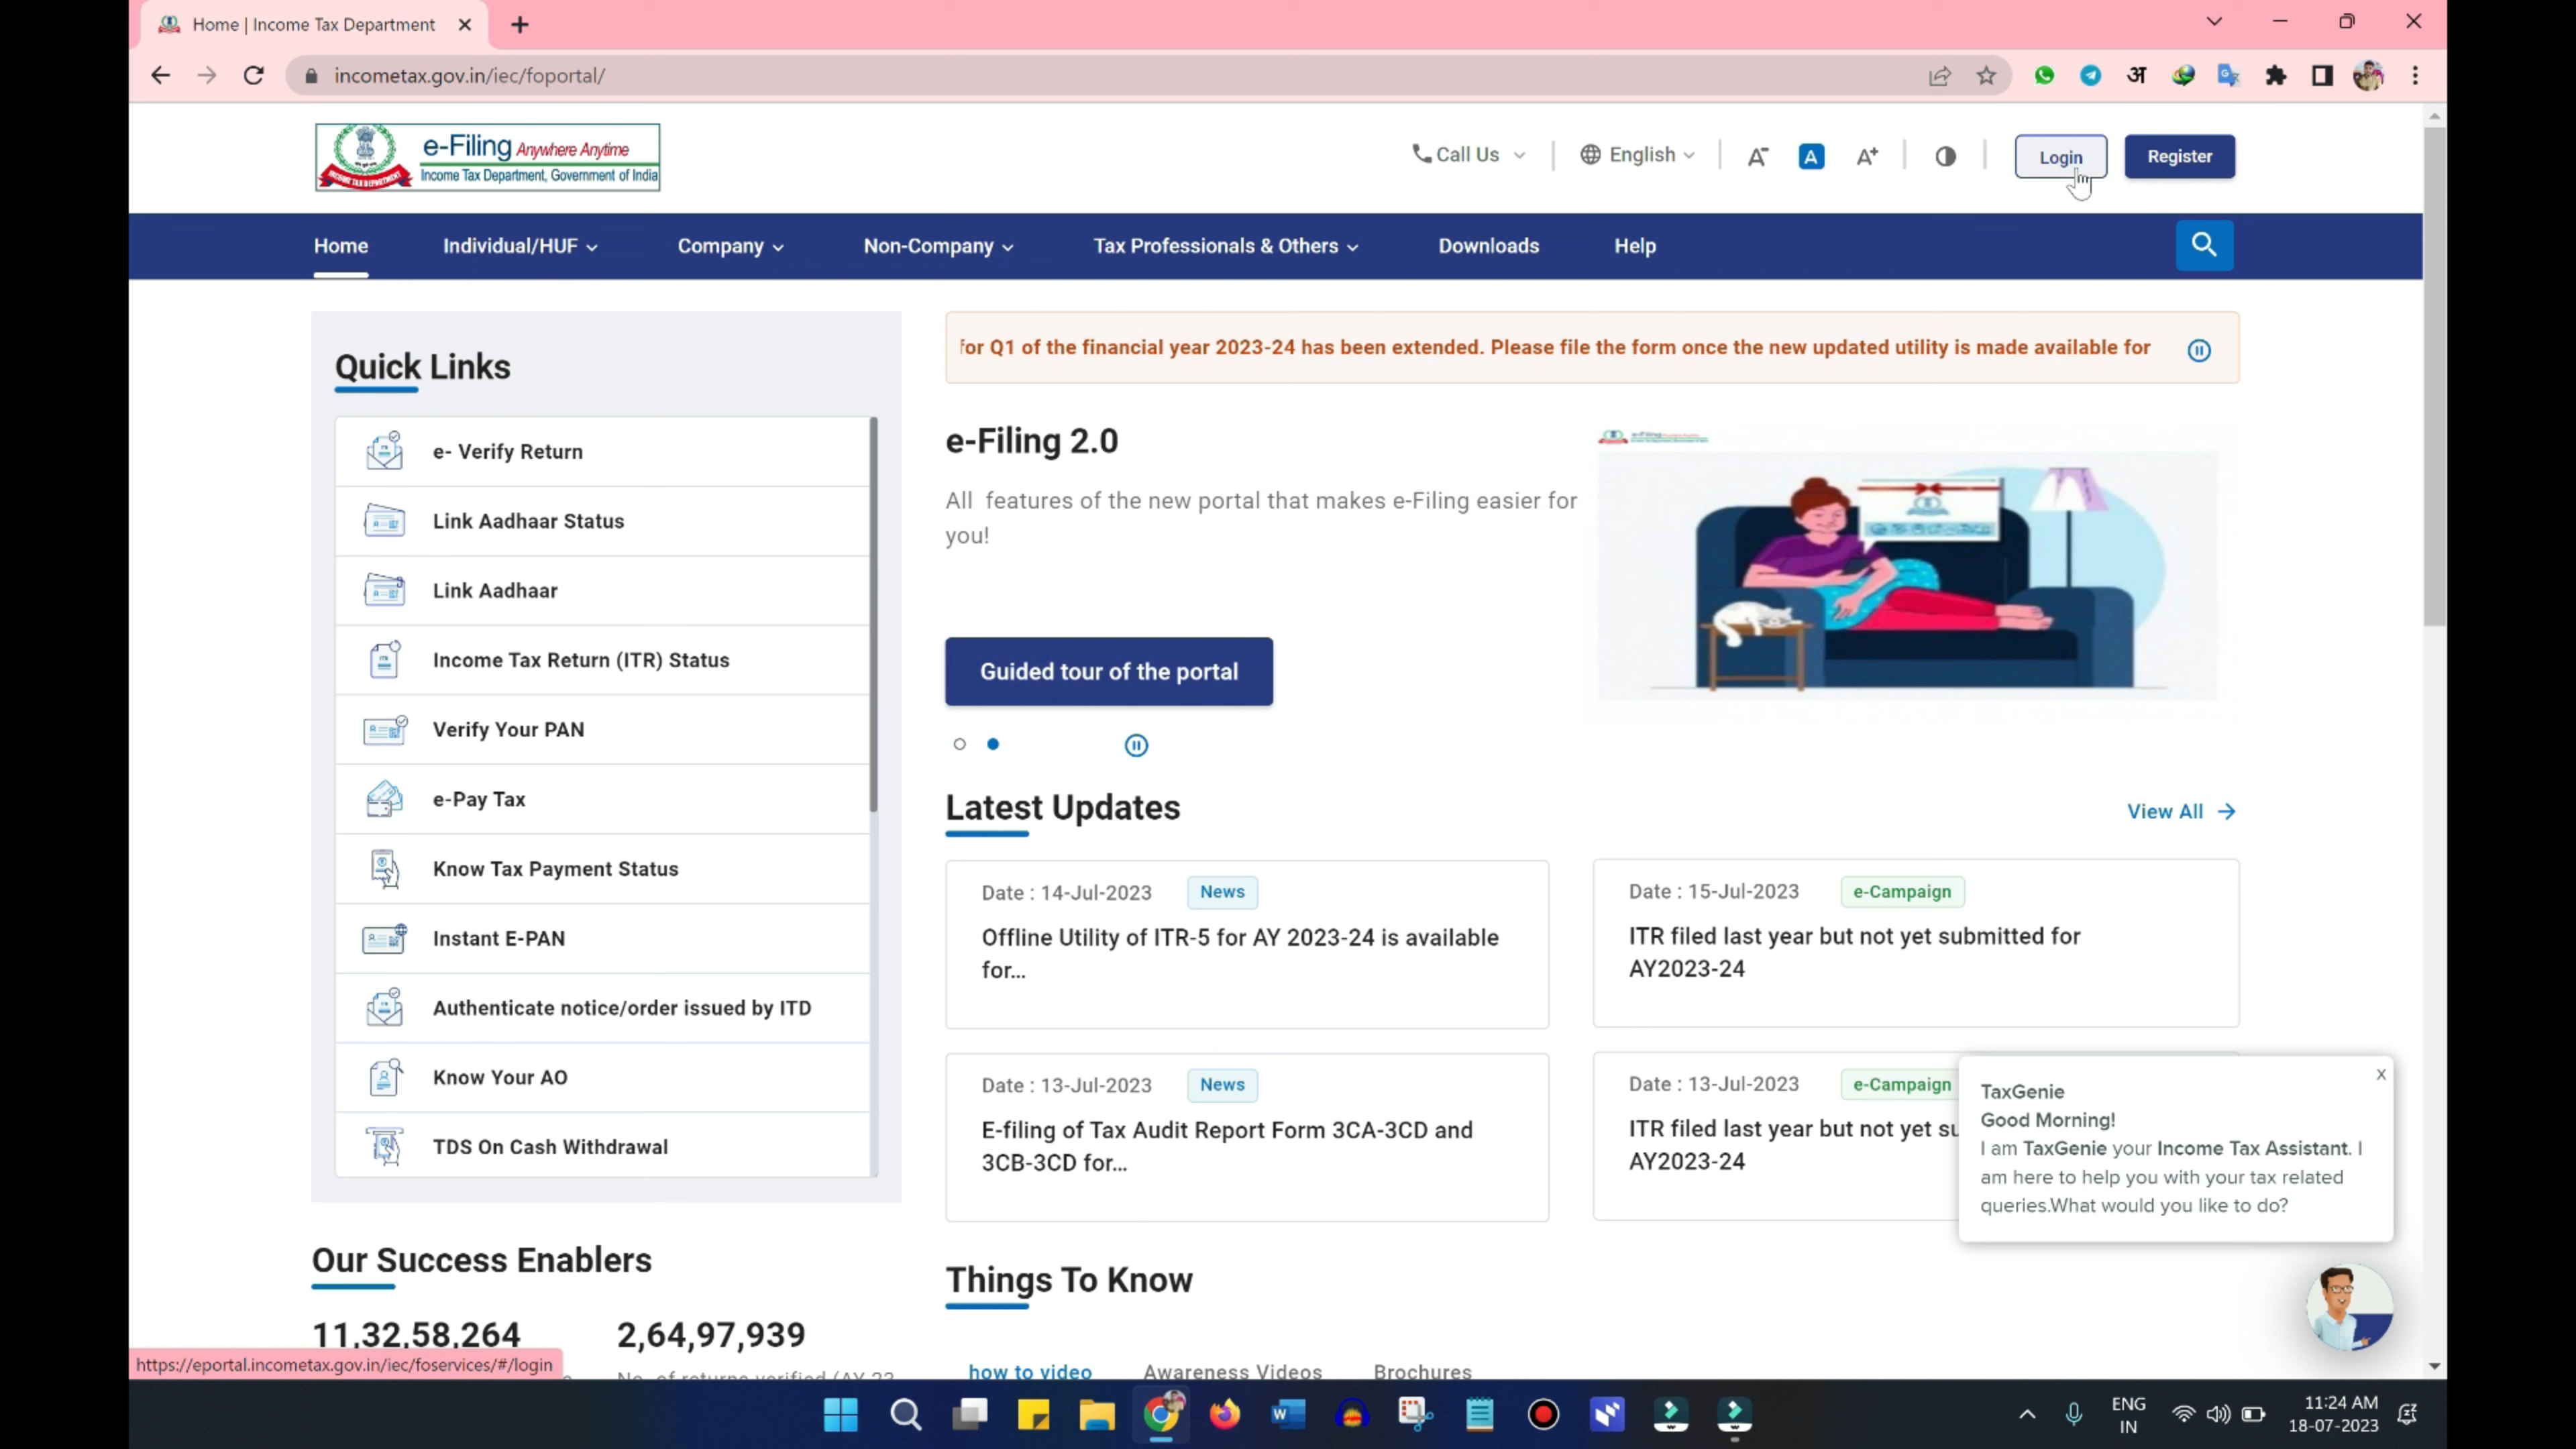 Home | Income Tax Department
incometax.gov.in/iec/foportal/
अ
e-Filing Anywhere Anytime
Income Tax Department, Government of India
Call Us
English
A-
A
A+
Login
Register
Home
Individual/HUF
Company
Non-Company
Tax Professionals & Others
Downloads
Help
Quick Links
e- Verify Return
Link Aadhaar Status
Link Aadhaar
Income Tax Return (ITR) Status
Verify Your PAN
e-Pay Tax
Know Tax Payment Status
Instant E-PAN
Authenticate notice/order issued by ITD
Know Your AO
TDS On Cash Withdrawal
for Q1 of the financial year 2023-24 has been extended. Please file the form once the new updated utility is made available for
e-Filing 2.0
All features of the new portal that makes e-Filing easier for
you!
Guided tour of the portal
Latest Updates
View All
Date : 14-Jul-2023 News
Offline Utility of ITR-5 for AY 2023-24 is available
for...
Date : 15-Jul-2023 e-Campaign
ITR filed last year but not yet submitted for
AY2023-24
Date : 13-Jul-2023 News
E-filing of Tax Audit Report Form 3CA-3CD and
3CB-3CD for...
Date : 13-Jul-2023 e-Campaign
ITR filed last year but not yet su
AY2023-24
x
TaxGenie
Good Morning!
I am TaxGenie your Income Tax Assistant. I
am here to help you with your tax related
queries.What would you like to do?
Our Success Enablers
11,32,58,264
2,64,97,939
No. of returns verified (AY 23
Things To Know
how to video
Awareness Videos
Brochures
https://eportal.incometax.gov.in/iec/foservices/#/login
ENG
IN
11:24 AM
18-07-2023